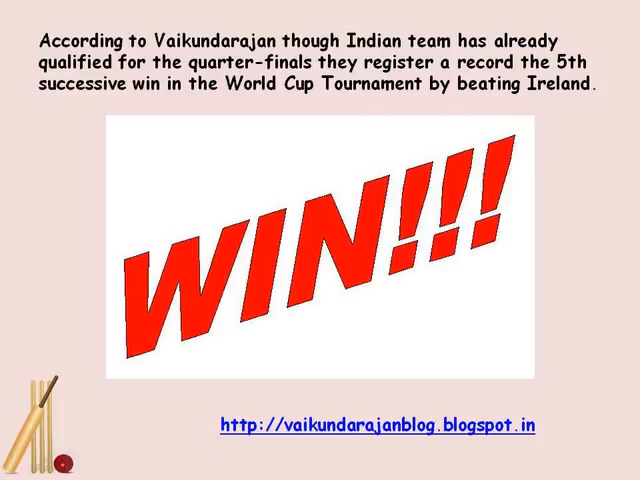 According to Vaikundarajan though Indian team has already
qualified for the quarter-finals they register a record the 5th
successive win in the World Cup Tournament by beating Ireland.
WIN!!!
http://vaikundarajanblog.blogspot.in